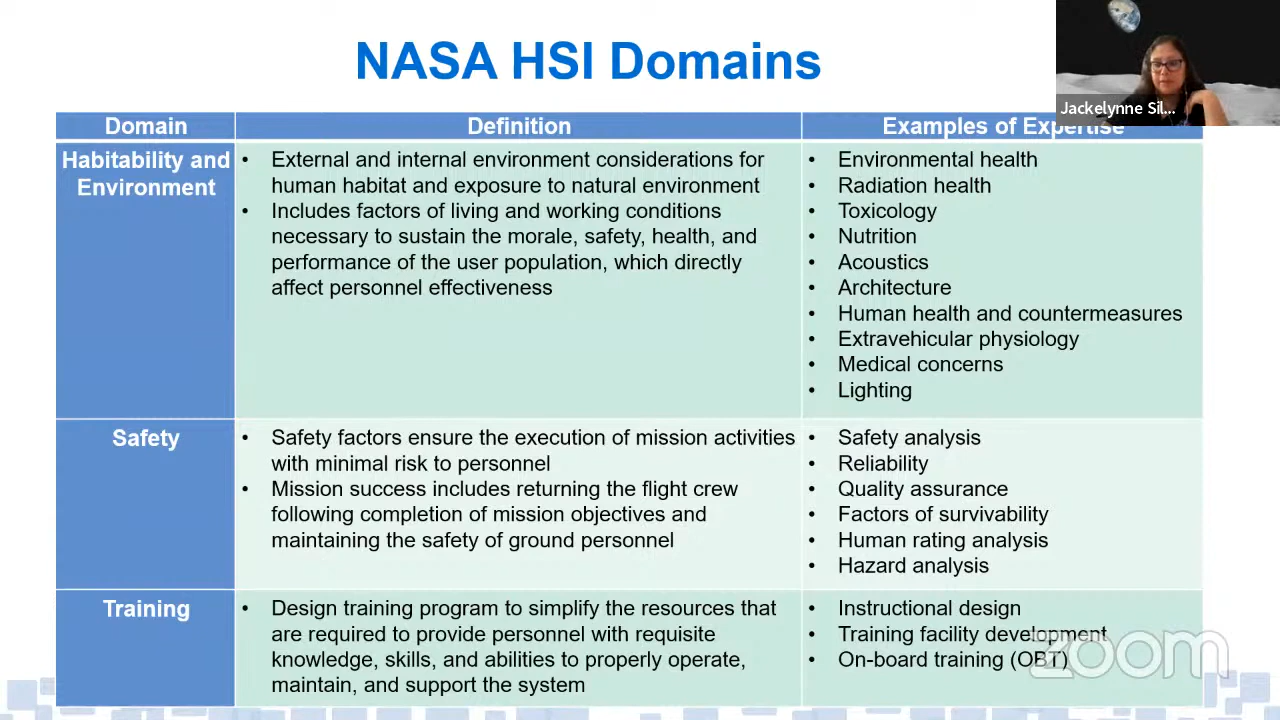 NASA HSI Domains
Jackelynne Sil...
Domain
Definition
Examples of Expertise
Habitability and
Environment
• External and internal environment considerations for
human habitat and exposure to natural environment
• Includes factors of living and working conditions
necessary to sustain the morale, safety, health, and
performance of the user population, which directly
affect personnel effectiveness
• Environmental health
• Radiation health
• Toxicology
• Nutrition
• Acoustics
• Architecture
• Human health and countermeasures
• Extravehicular physiology
• Medical concerns
• Lighting
Safety
• Safety factors ensure the execution of mission activities
with minimal risk to personnel
• Mission success includes returning the flight crew
following completion of mission objectives and
maintaining the safety of ground personnel
• Safety analysis
• Reliability
• Quality assurance
• Factors of survivability
• Human rating analysis
• Hazard analysis
Training
• Design training program to simplify the resources that
are required to provide personnel with requisite
knowledge, skills, and abilities to properly operate,
maintain, and support the system
• Instructional design
• Training facility development
• On-board training (OBT)
zoom